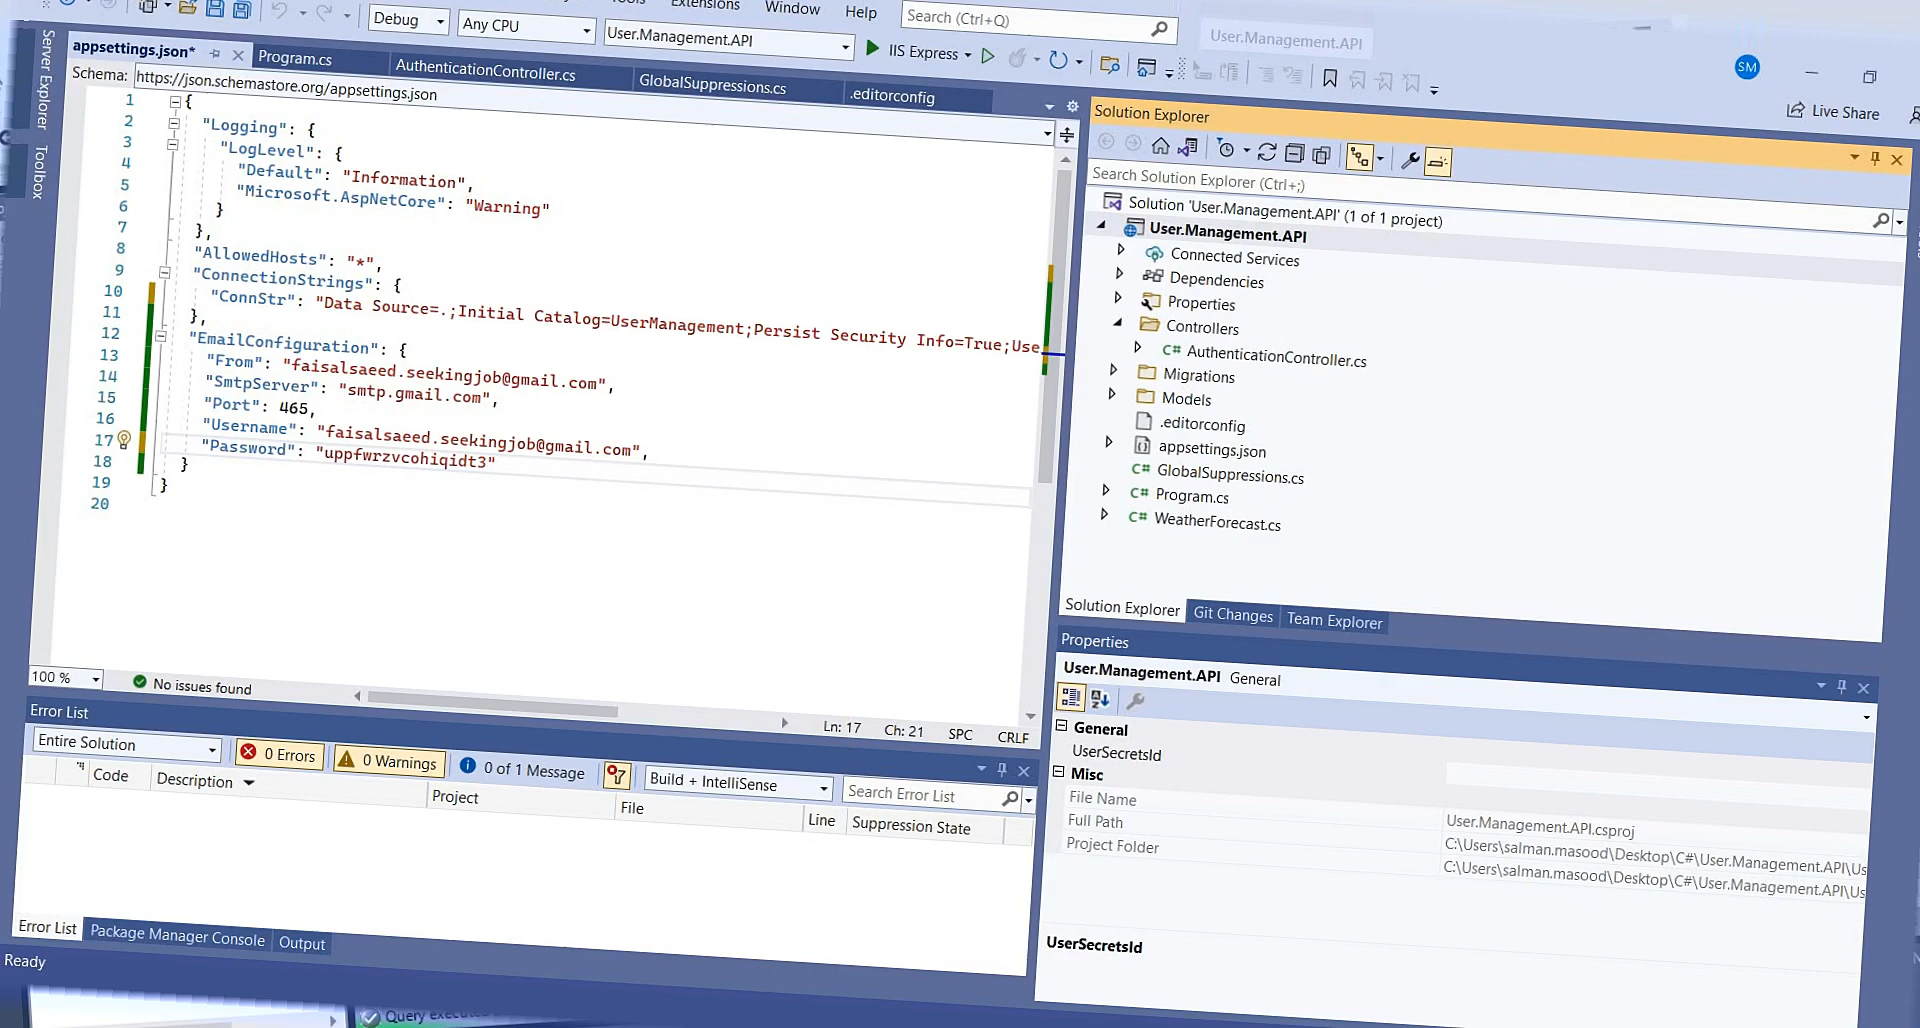 Tools
Extensions
Window
Help
Search (Ctrl+Q)
User.Management.API
SM
Debug
Any CPU
User.Management.API
IIS Express
Live Share
Server Explorer
Toolbox
appsettings.json*
Program.cs
AuthenticationController.cs
GlobalSuppressions.cs
.editorconfig
Schema: https://json.schemastore.org/appsettings.json
1 {
2 "Logging": {
3 "LogLevel": {
4 "Default": "Information",
5 "Microsoft.AspNetCore": "Warning"
6 }
7 },
8 "AllowedHosts": "*",
9 "ConnectionStrings": {
10 "ConnStr": "Data Source=.;Initial Catalog=UserManagement;Persist Security Info=True;Use
11 },
12 "EmailConfiguration": {
13 "From": "faisalsaeed.seekingjob@gmail.com",
14 "SmtpServer": "smtp.gmail.com",
15 "Port": 465,
16 "Username": "faisalsaeed.seekingjob@gmail.com",
17 "Password": "uppfwrzvcohiqidt3"
18 }
19 }
20
100 %
No issues found
Ln: 17
Ch: 21
SPC
CRLF
Error List
Entire Solution
0 Errors
0 Warnings
0 of 1 Message
Build + IntelliSense
Search Error List
Code
Description
Project
File
Line
Suppression State
Error List
Package Manager Console
Output
Ready
Solution Explorer
Search Solution Explorer (Ctrl+;)
Solution 'User.Management.API' (1 of 1 project)
User.Management.API
Connected Services
Dependencies
Properties
Controllers
C# AuthenticationController.cs
Migrations
Models
.editorconfig
appsettings.json
C# GlobalSuppressions.cs
C# Program.cs
C# WeatherForecast.cs
Solution Explorer
Git Changes
Team Explorer
Properties
User.Management.API General
General
UserSecretsId
Misc
File Name
User.Management.API.csproj
Full Path
C:\Users\salman.masood\Desktop\C#\User.Management.API\Us
Project Folder
C:\Users\salman.masood\Desktop\C#\User.Management.API\Us
UserSecretsId
Query